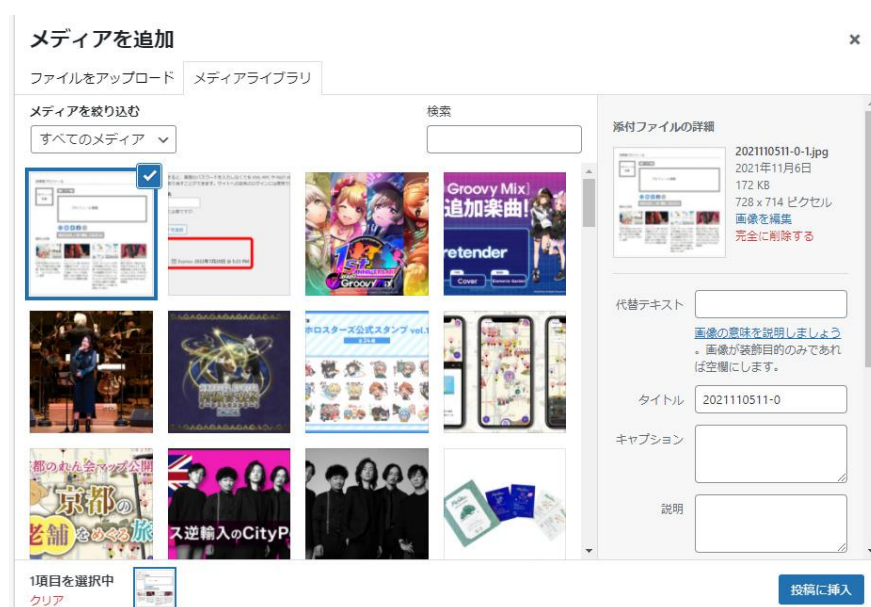 メディアを追加
×
ファイルをアップロード
メディアライブラリ
メディアを絞り込む
すべてのメディア
検索
Groovy Mix]
追加楽曲!
retender
Cover
1st
ANNIVERSARY
Groovy Mix
ホロスターズ公式スタンプ vol.1
全24種
都のれん会マップ公開
京都の
老舗をめぐる旅
ス逆輸入のCityP
添付ファイルの詳細
2021110511-0-1.jpg
2021年11月6日
172 KB
728 x 714 ピクセル
画像を編集
完全に削除する
代替テキスト
画像の意味を説明しましょう
。画像が装飾目的のみであれ
ば空欄にします。
タイトル
2021110511-0
キャプション
説明
1項目を選択中
クリア
投稿に挿入